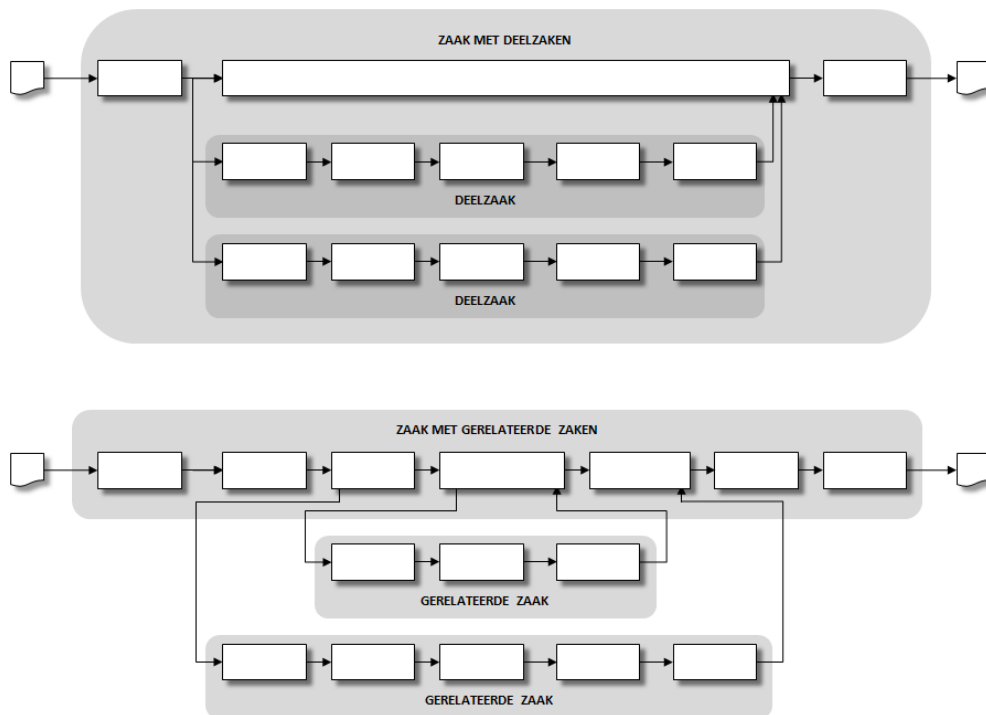 ZAAK MET DEELZAKEN
DEELZAAK
DEELZAAK
ZAAK MET GERELATEERDE ZAKEN
GERELATEERDE ZAAK
GERELATEERDE ZAAK